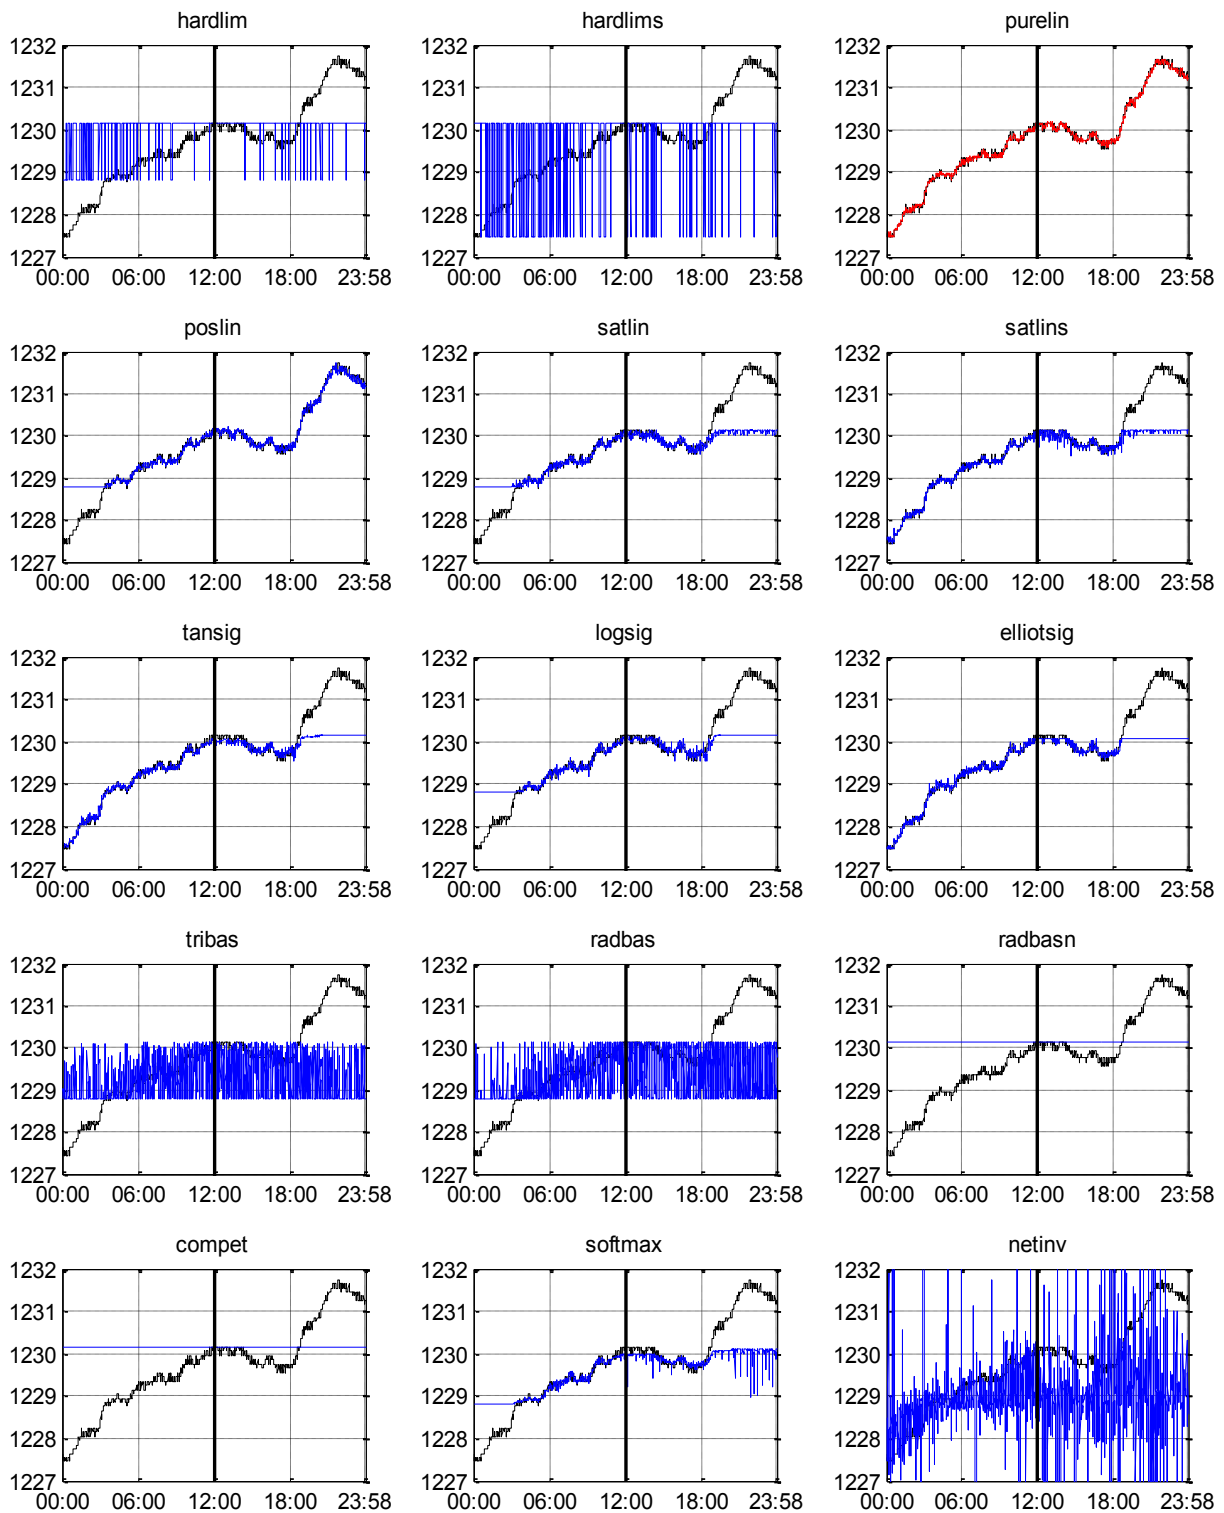 hardlim hardlims purelin
1232 1232 1232
1231 1231 1231
1230 1230 1230
1229 1229 1229
1228 1228 1228
1227 1227 1227
00:00 06:00 12:00 18:00 23:58 00:00 06:00 12:00 18:00 23:58 00:00 06:00 12:00 18:00 23:58
poslin satlin satlins
1232 1232 1232
1231 1231 1231
1230 1230 1230
1229 1229 1229
1228 1228 1228
1227 1227 1227
00:00 06:00 12:00 18:00 23:58 00:00 06:00 12:00 18:00 23:58 00:00 06:00 12:00 18:00 23:58
tansig logsig elliotsig
1232 1232 1232
1231 1231 1231
1230 1230 1230
1229 1229 1229
1228 1228 1228
1227 1227 1227
00:00 06:00 12:00 18:00 23:58 00:00 06:00 12:00 18:00 23:58 00:00 06:00 12:00 18:00 23:58
tribas radbas radbasn
1232 1232 1232
1231 1231 1231
1230 1230 1230
1229 1229 1229
1228 1228 1228
1227 1227 1227
00:00 06:00 12:00 18:00 23:58 00:00 06:00 12:00 18:00 23:58 00:00 06:00 12:00 18:00 23:58
compet softmax netinv
1232 1232 1232
1231 1231 1231
1230 1230 1230
1229 1229 1229
1228 1228 1228
1227 1227 1227
00:00 06:00 12:00 18:00 23:58 00:00 06:00 12:00 18:00 23:58 00:00 06:00 12:00 18:00 23:58